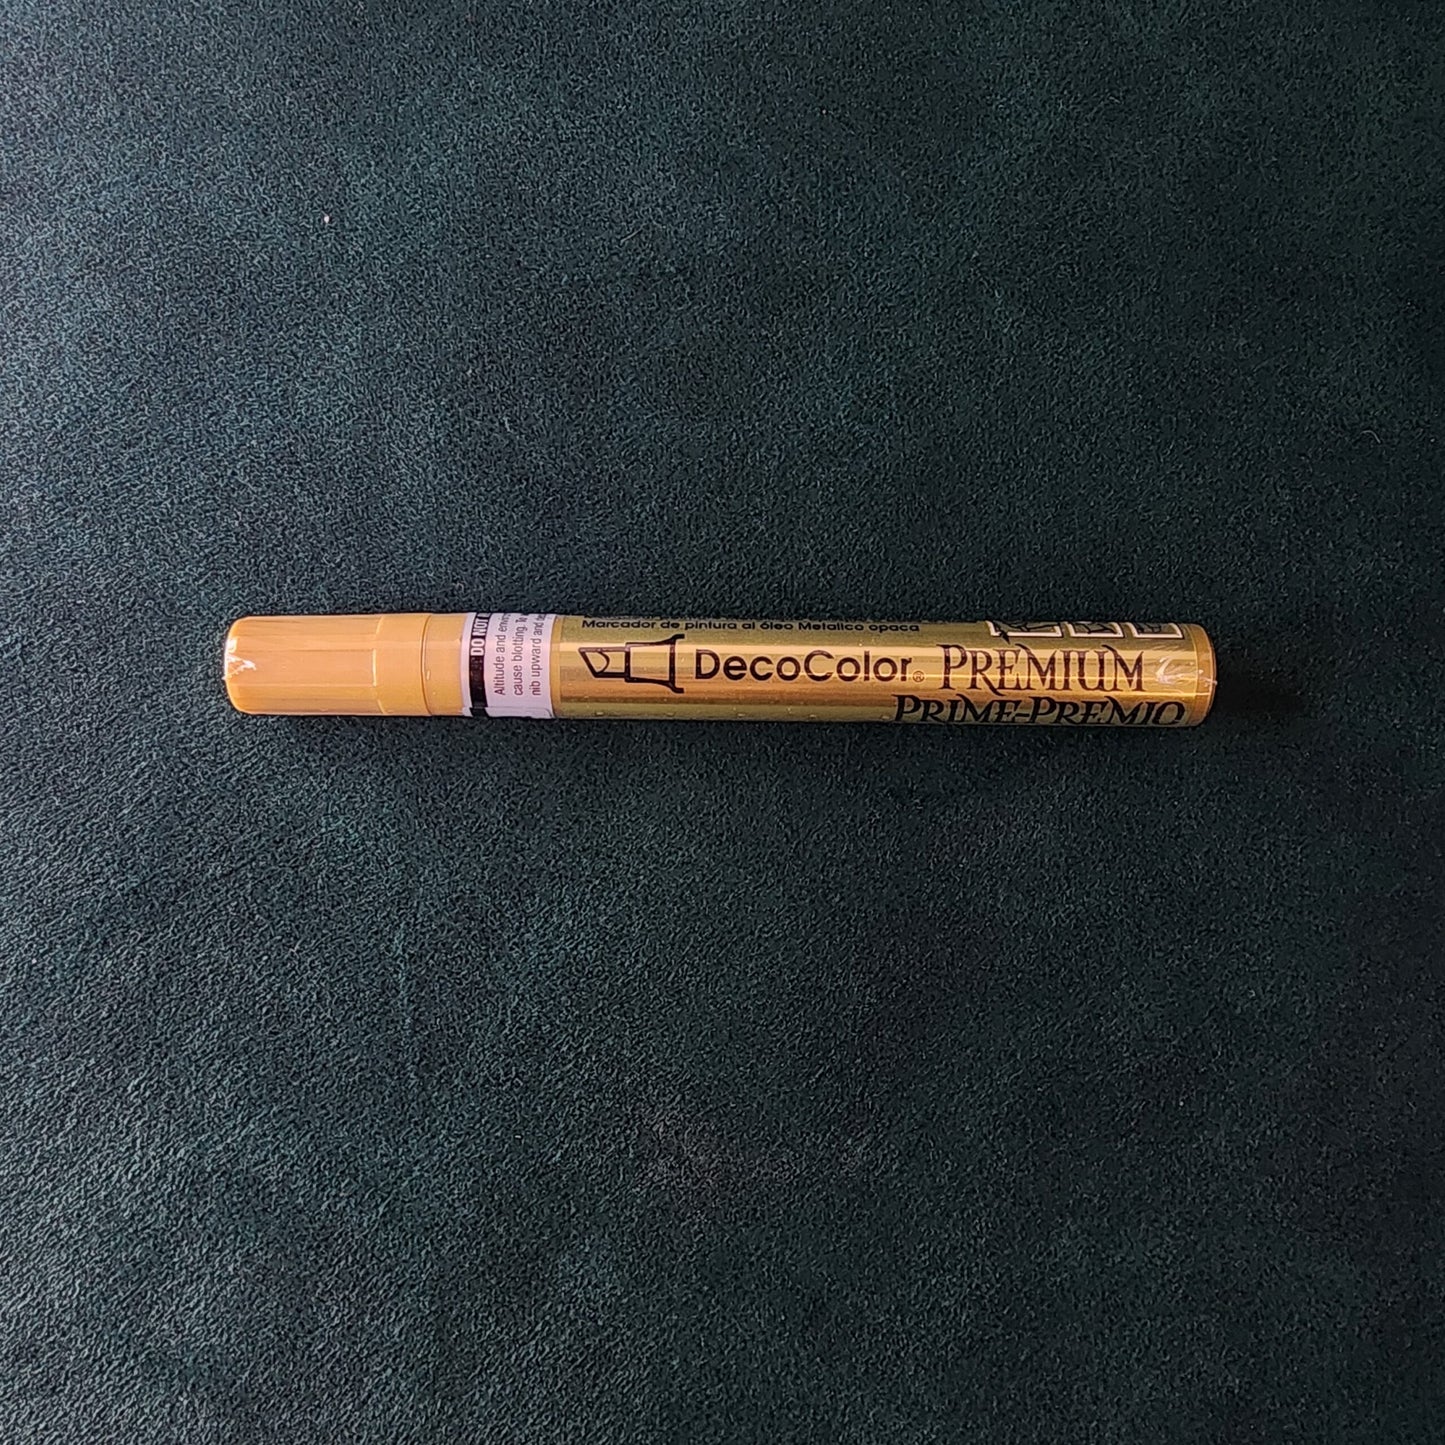 DO NOT
Altitude and
cause blotting.
nib upward and
Marcador de pintura al óleo Metálico opaca
DecoColor® PREMIUM
PRIME-PREMIO